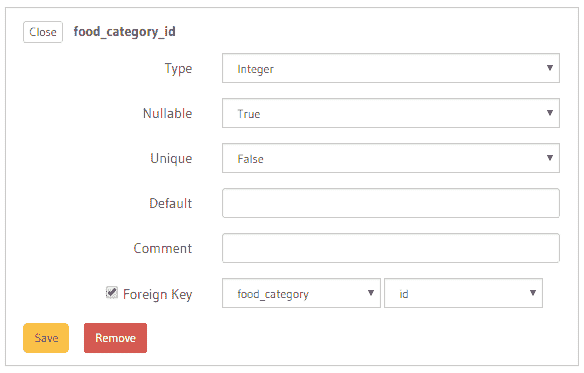 Close food_category_id
Type Integer
Nullable True
Unique False
Default
Comment
Foreign Key food_category id
Save Remove